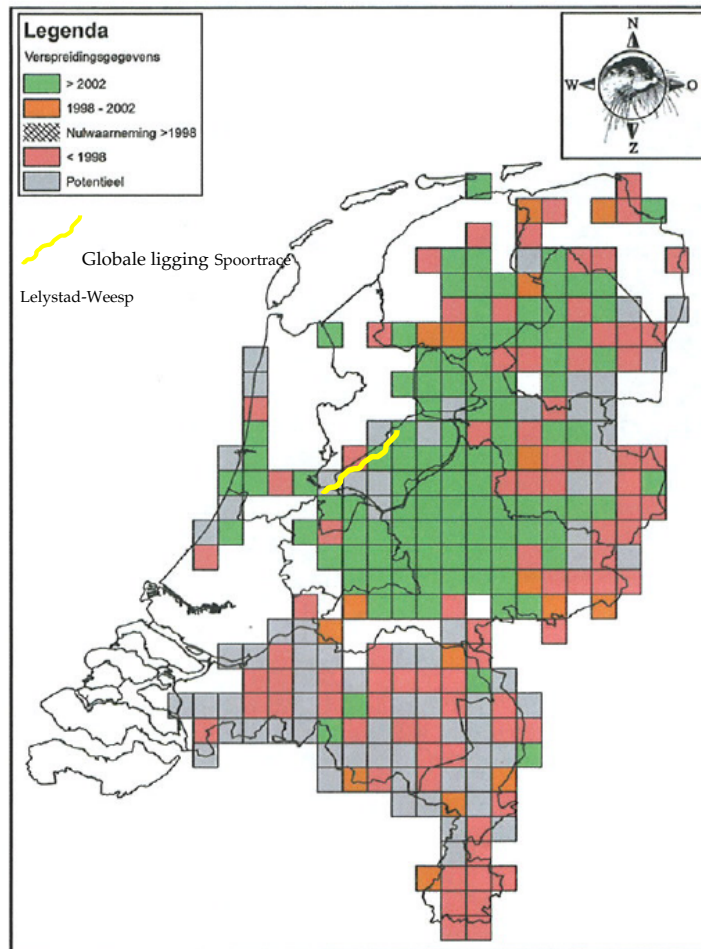 Legenda
Verspreidingsgegevens
> 2002
1998 - 2002
Nulwaarneming >1998
< 1998
Potentieel
N
W
O
Z
Globale ligging Spoortrace
Lelystad-Weesp